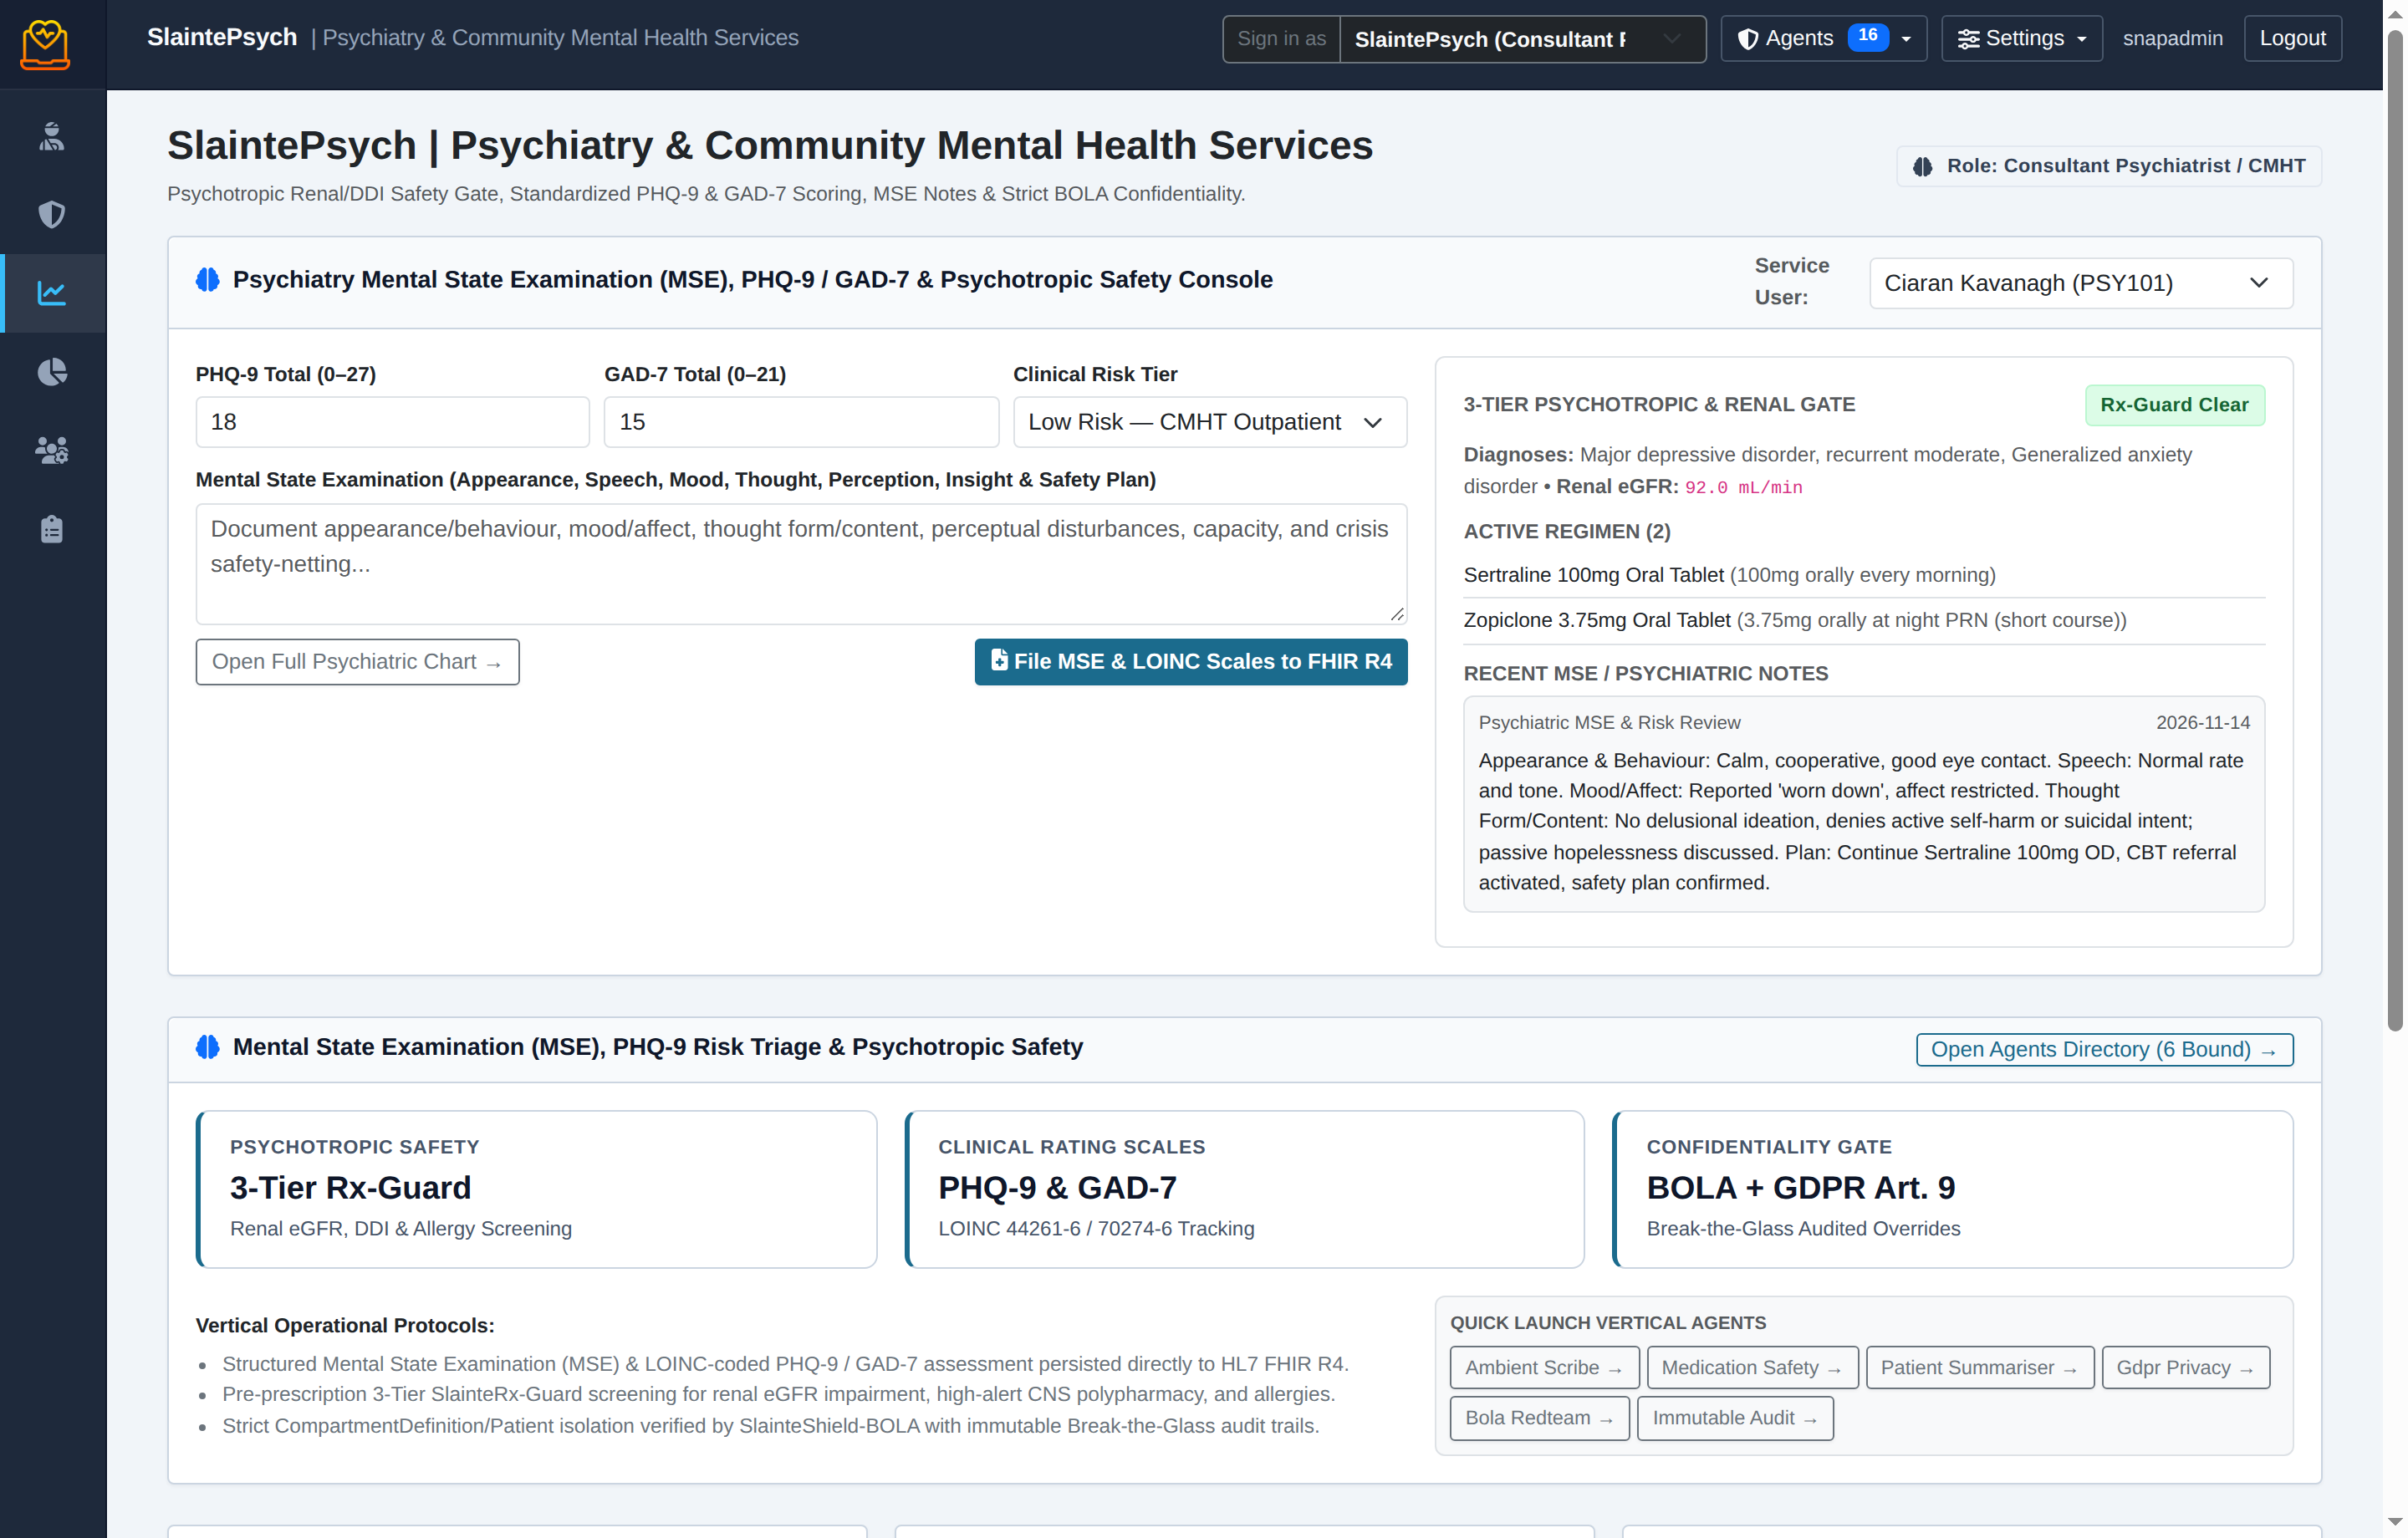 SlaintePsych | Psychiatry & Community Mental Health Services
Sign in as
SlaintePsych (Consultant
Agents 16
Settings
snapadmin
Logout
SlaintePsych | Psychiatry & Community Mental Health Services
Psychotropic Renal/DDI Safety Gate, Standardized PHQ-9 & GAD-7 Scoring, MSE Notes & Strict BOLA Confidentiality.
Role: Consultant Psychiatrist / CMHT
Psychiatry Mental State Examination (MSE), PHQ-9 / GAD-7 & Psychotropic Safety Console
Service
User:
Ciaran Kavanagh (PSY101)
PHQ-9 Total (0–27)
GAD-7 Total (0–21)
Clinical Risk Tier
18
15
Low Risk — CMHT Outpatient
Mental State Examination (Appearance, Speech, Mood, Thought, Perception, Insight & Safety Plan)
Document appearance/behaviour, mood/affect, thought form/content, perceptual disturbances, capacity, and crisis
safety-netting...
Open Full Psychiatric Chart →
File MSE & LOINC Scales to FHIR R4
3-TIER PSYCHOTROPIC & RENAL GATE
Rx-Guard Clear
Diagnoses: Major depressive disorder, recurrent moderate, Generalized anxiety
disorder • Renal eGFR: 92.0 mL/min
ACTIVE REGIMEN (2)
Sertraline 100mg Oral Tablet (100mg orally every morning)
Zopiclone 3.75mg Oral Tablet (3.75mg orally at night PRN (short course))
RECENT MSE / PSYCHIATRIC NOTES
Psychiatric MSE & Risk Review
2026-11-14
Appearance & Behaviour: Calm, cooperative, good eye contact. Speech: Normal rate
and tone. Mood/Affect: Reported 'worn down', affect restricted. Thought
Form/Content: No delusional ideation, denies active self-harm or suicidal intent;
passive hopelessness discussed. Plan: Continue Sertraline 100mg OD, CBT referral
activated, safety plan confirmed.
Mental State Examination (MSE), PHQ-9 Risk Triage & Psychotropic Safety
Open Agents Directory (6 Bound) →
PSYCHOTROPIC SAFETY
3-Tier Rx-Guard
Renal eGFR, DDI & Allergy Screening
CLINICAL RATING SCALES
PHQ-9 & GAD-7
LOINC 44261-6 / 70274-6 Tracking
CONFIDENTIALITY GATE
BOLA + GDPR Art. 9
Break-the-Glass Audited Overrides
Vertical Operational Protocols:
• Structured Mental State Examination (MSE) & LOINC-coded PHQ-9 / GAD-7 assessment persisted directly to HL7 FHIR R4.
• Pre-prescription 3-Tier SlainteRx-Guard screening for renal eGFR impairment, high-alert CNS polypharmacy, and allergies.
• Strict CompartmentDefinition/Patient isolation verified by SlainteShield-BOLA with immutable Break-the-Glass audit trails.
QUICK LAUNCH VERTICAL AGENTS
Ambient Scribe →
Medication Safety →
Patient Summariser →
Gdpr Privacy →
Bola Redteam →
Immutable Audit →